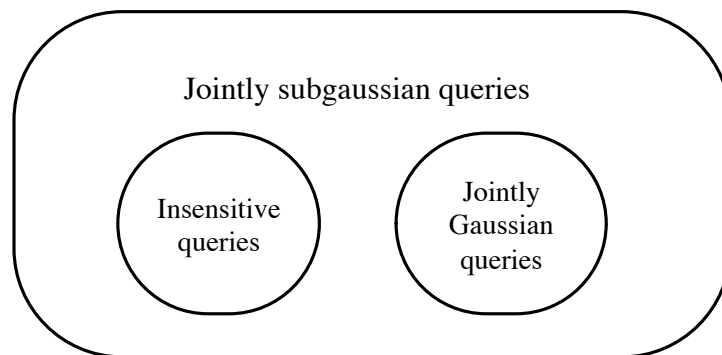 Jointly subgaussian queries
Insensitive
queries
Jointly
Gaussian
queries